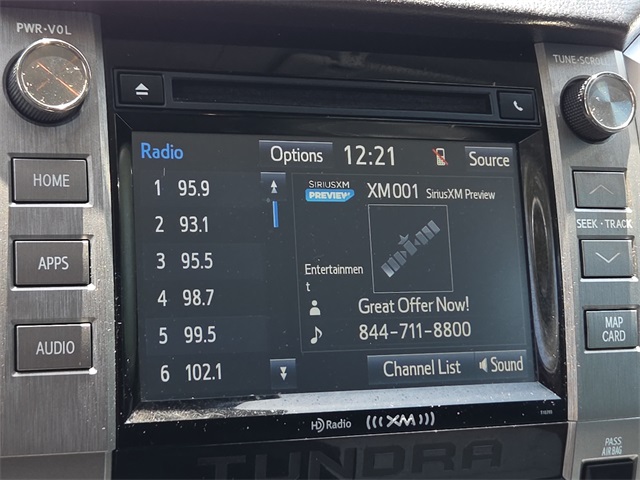 PWR•VOL
TUNE•SCROLL
HOME
APPS
AUDIO
Radio
Options
12:21
Source
1 95.9
2 93.1
3 95.5
4 98.7
5 99.5
6 102.1
SIRIUSXM
PREVIEW
XM001 SiriusXM Preview
Entertainmen
t
Great Offer Now!
844-711-8800
Channel List
Sound
SEEK•TRACK
MAP
CARD
HD Radio
(((XM)))
TUNDRA
PASS
AIRBAG